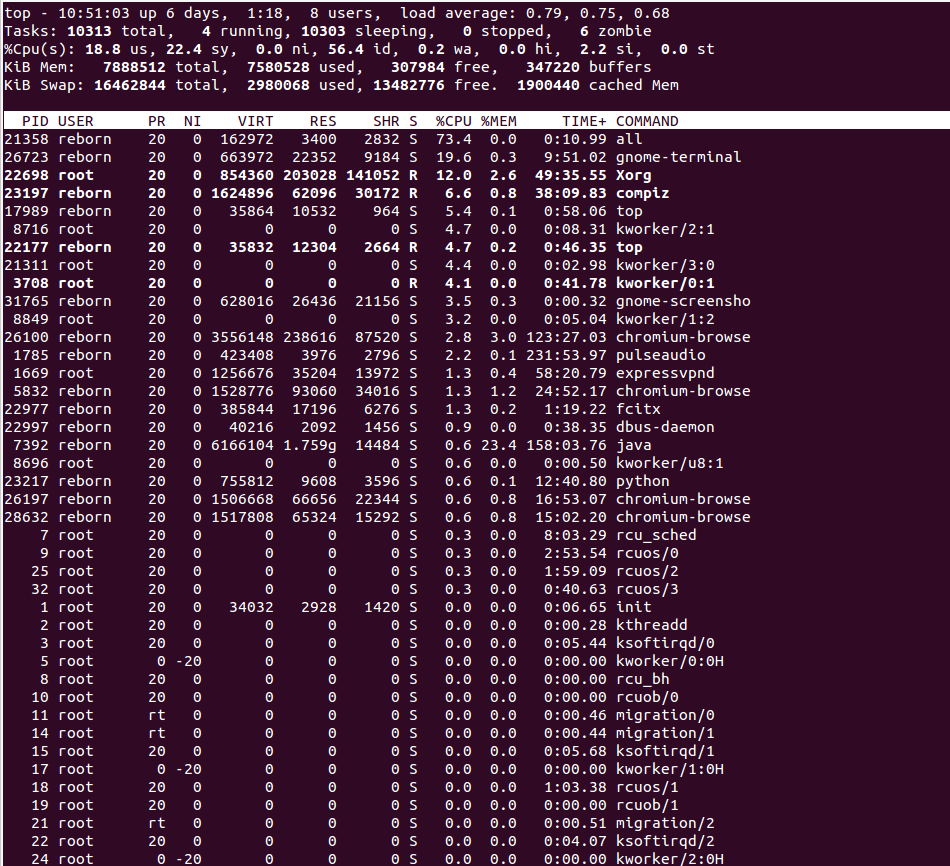 top - 10:51:03 up 6 days,  1:18,  8 users,  load average: 0.79, 0.75, 0.68
Tasks: 10313 total,   4 running, 10303 sleeping,   0 stopped,   6 zombie
%Cpu(s): 18.8 us, 22.4 sy,  0.0 ni, 56.4 id,  0.2 wa,  0.0 hi,  2.2 si,  0.0 st
KiB Mem:   7888512 total,  7580528 used,   307984 free,   347220 buffers
KiB Swap: 16462844 total,  2980068 used, 13482776 free.  1900440 cached Mem
  PID USER      PR  NI    VIRT    RES    SHR S  %CPU %MEM     TIME+ COMMAND
21358 reborn    20   0  162972   3400   2832 S  73.4  0.0   0:10.99 all
26723 reborn    20   0  663972  22352   9184 S  19.6  0.3   9:51.02 gnome-terminal
22698 root      20   0  854360 203028 141052 R  12.0  2.6  49:35.55 Xorg
23197 reborn    20   0 1624896  62096  30172 R   6.6  0.8  38:09.83 compiz
17989 reborn    20   0   35864  10532    964 S   5.4  0.1   0:58.06 top
 8716 root      20   0       0      0      0 S   4.7  0.0   0:08.31 kworker/2:1
22177 reborn    20   0   35832  12304   2664 R   4.7  0.2   0:46.35 top
21311 root      20   0       0      0      0 S   4.4  0.0   0:02.98 kworker/3:0
 3708 root      20   0       0      0      0 R   4.1  0.0   0:41.78 kworker/0:1
31765 reborn    20   0  628016  26436  21156 S   3.5  0.3   0:00.32 gnome-screensho
 8849 root      20   0       0      0      0 S   3.2  0.0   0:05.04 kworker/1:2
26100 reborn    20   0 3556148 238616  87520 S   2.8  3.0 123:27.03 chromium-browse
 1785 reborn    20   0  423408   3976   2796 S   2.2  0.1 231:53.97 pulseaudio
 1669 root      20   0 1256676  35204  13972 S   1.3  0.4  58:20.79 expressvpnd
 5832 reborn    20   0 1528776  93060  34016 S   1.3  1.2  24:52.17 chromium-browse
22977 reborn    20   0  385844  17196   6276 S   1.3  0.2   1:19.22 fcitx
22997 reborn    20   0   40216   2092   1456 S   0.9  0.0   0:38.35 dbus-daemon
 7392 reborn    20   0 6166104 1.759g  14484 S   0.6 23.4 158:03.76 java
 8696 root      20   0       0      0      0 S   0.6  0.0   0:00.50 kworker/u8:1
23217 reborn    20   0  755812   9608   3596 S   0.6  0.1  12:40.80 python
26197 reborn    20   0 1506668  66656  22344 S   0.6  0.8  16:53.07 chromium-browse
28632 reborn    20   0 1517808  65324  15292 S   0.6  0.8  15:02.20 chromium-browse
    7 root      20   0       0      0      0 S   0.3  0.0   8:03.29 rcu_sched
    9 root      20   0       0      0      0 S   0.3  0.0   2:53.54 rcuos/0
   25 root      20   0       0      0      0 S   0.3  0.0   1:59.09 rcuos/2
   32 root      20   0       0      0      0 S   0.3  0.0   0:40.63 rcuos/3
    1 root      20   0   34032   2928   1420 S   0.0  0.0   0:06.65 init
    2 root      20   0       0      0      0 S   0.0  0.0   0:00.28 kthreadd
    3 root      20   0       0      0      0 S   0.0  0.0   0:05.44 ksoftirqd/0
    5 root       0 -20       0      0      0 S   0.0  0.0   0:00.00 kworker/0:0H
    8 root      20   0       0      0      0 S   0.0  0.0   0:00.00 rcu_bh
   10 root      20   0       0      0      0 S   0.0  0.0   0:00.00 rcuob/0
   11 root      rt   0       0      0      0 S   0.0  0.0   0:00.46 migration/0
   14 root      rt   0       0      0      0 S   0.0  0.0   0:00.44 migration/1
   15 root      20   0       0      0      0 S   0.0  0.0   0:05.68 ksoftirqd/1
   17 root       0 -20       0      0      0 S   0.0  0.0   0:00.00 kworker/1:0H
   18 root      20   0       0      0      0 S   0.0  0.0   1:03.38 rcuos/1
   19 root      20   0       0      0      0 S   0.0  0.0   0:00.00 rcuob/1
   21 root      rt   0       0      0      0 S   0.0  0.0   0:00.51 migration/2
   22 root      20   0       0      0      0 S   0.0  0.0   0:04.07 ksoftirqd/2
   24 root       0 -20       0      0      0 S   0.0  0.0   0:00.00 kworker/2:0H